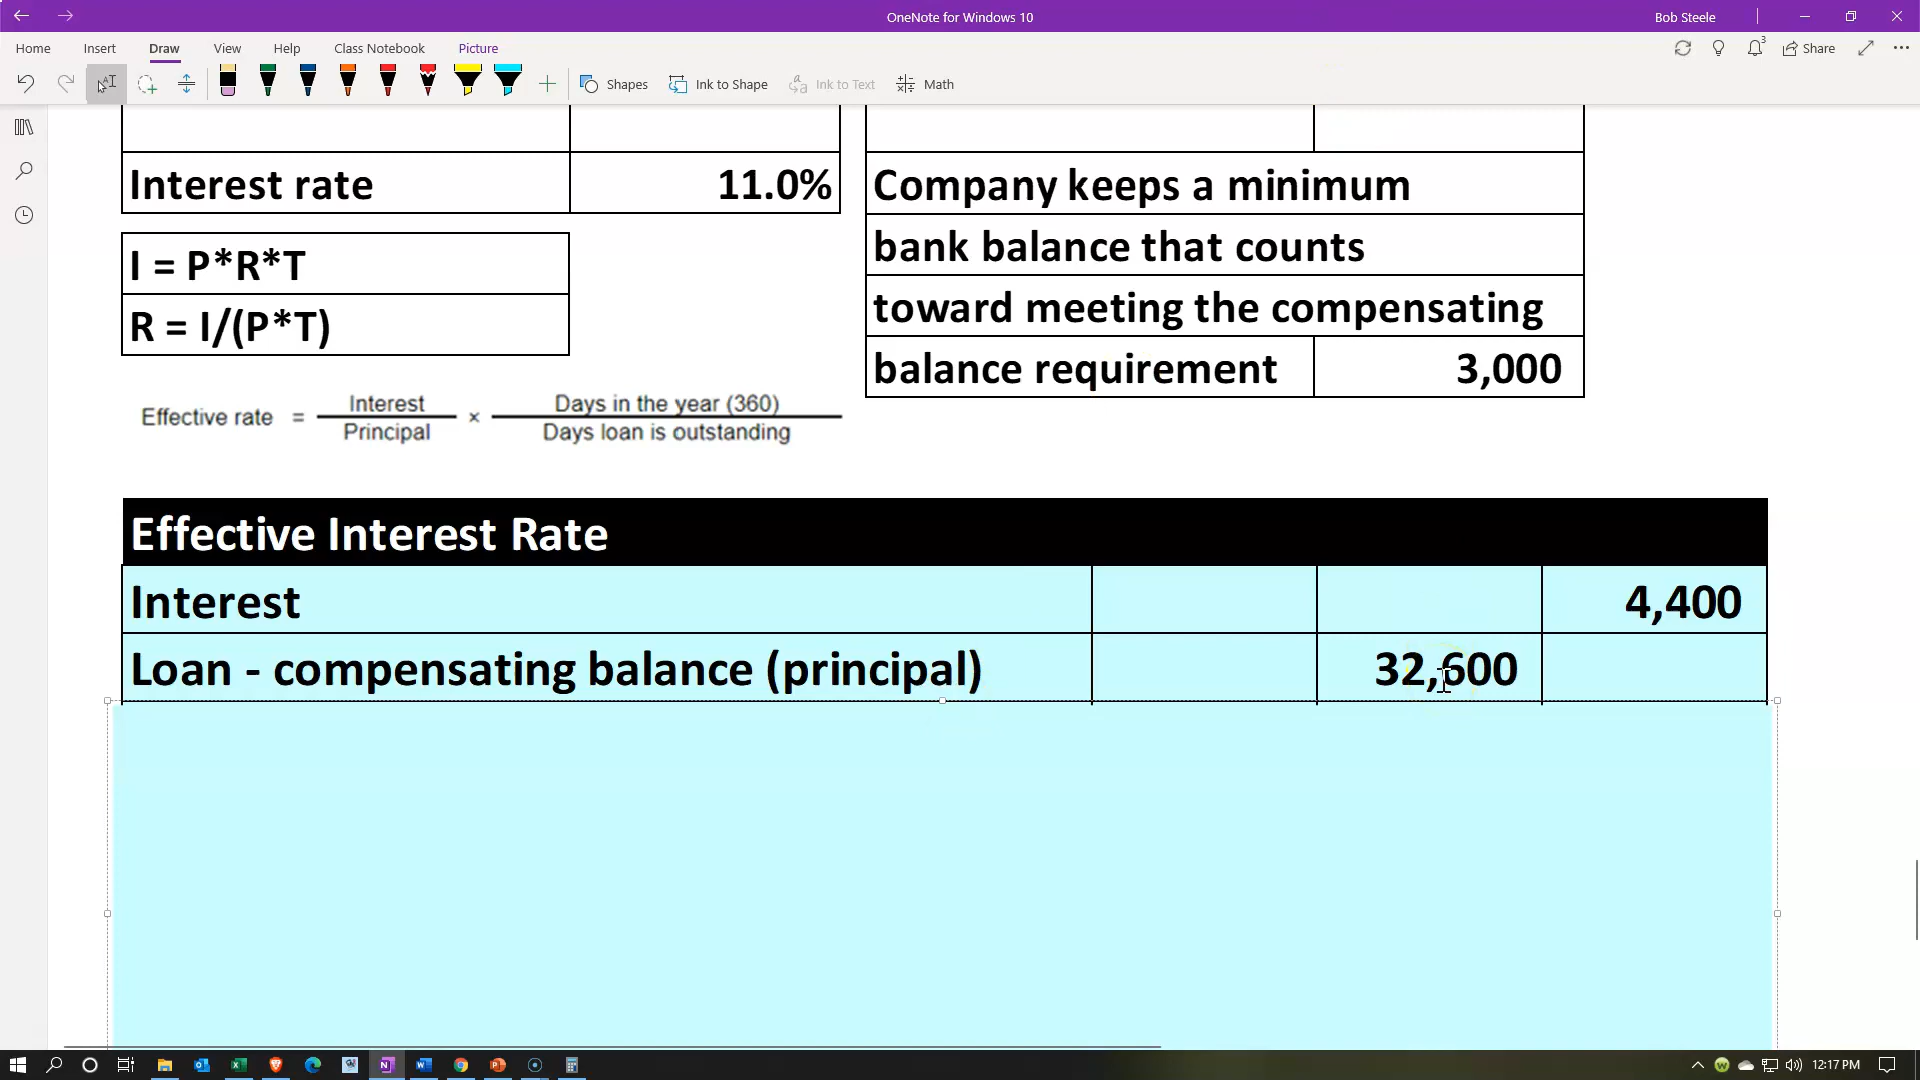 OneNote for Windows 10
Bob Steele
Home Insert Draw View Help Class Notebook Picture
3
Share
Shapes Ink to Shape Ink to Text Math
Interest rate 11.0%
I = P*R*T
R = I/(P*T)
Effective rate = Interest / Principal × Days in the year (360) / Days loan is outstanding
Company keeps a minimum
bank balance that counts
toward meeting the compensating
balance requirement 3,000
Effective Interest Rate
Interest 4,400
Loan - compensating balance (principal) 32,600
12:17 PM